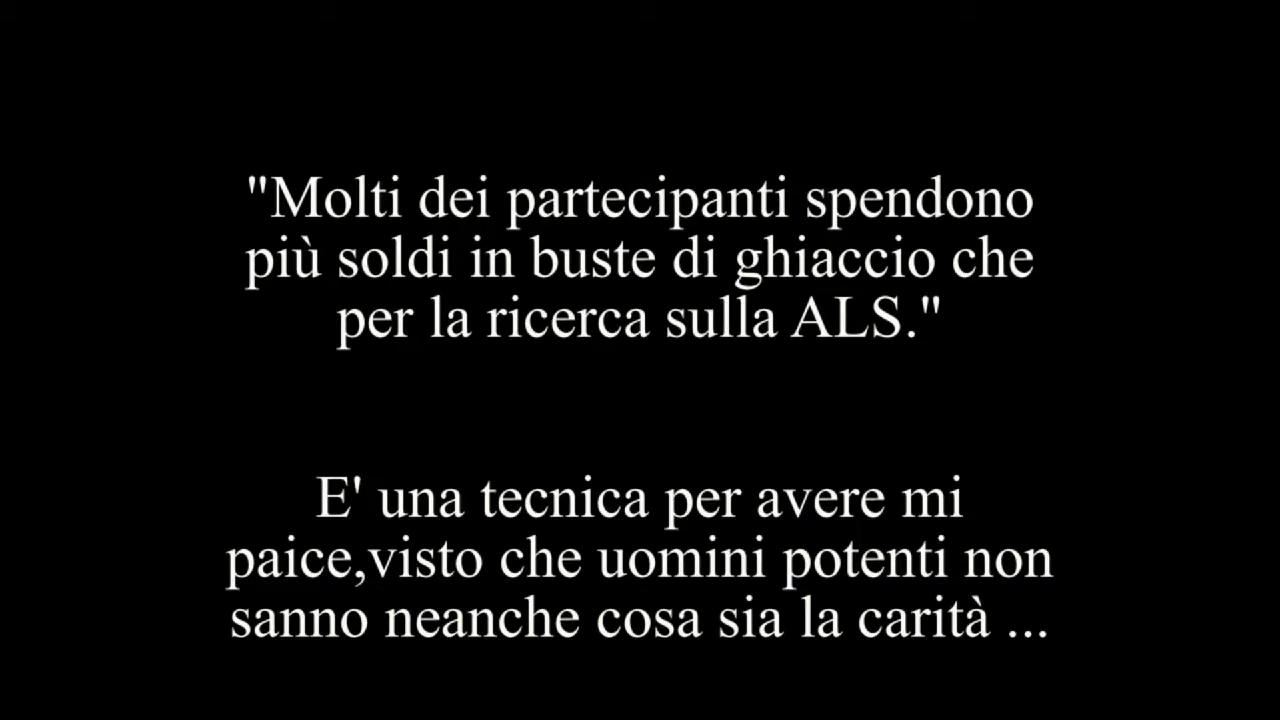 "Molti dei partecipanti spendono
più soldi in buste di ghiaccio che
per la ricerca sulla ALS."
E' una tecnica per avere mi
paice,visto che uomini potenti non
sanno neanche cosa sia la carità ...